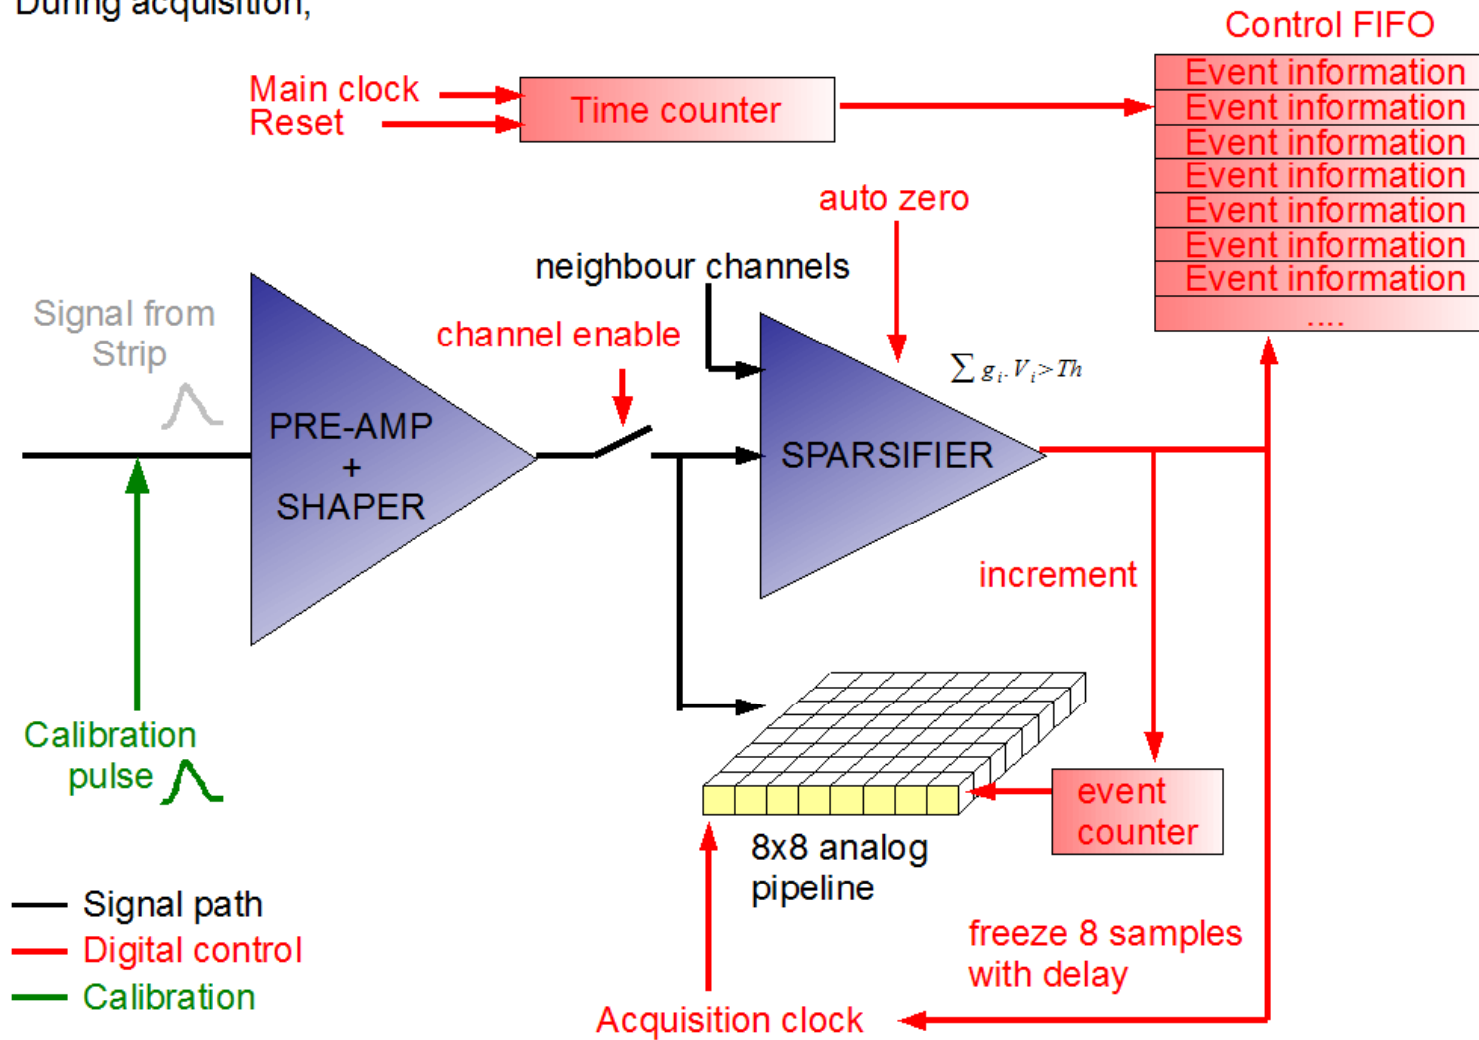 During acquisition,
Control FIFO
Event information
Event information
Event information
Event information
Event information
Event information
Event information
....
Main clock
Reset
Time counter
auto zero
neighbour channels
Signal from
Strip
channel enable
∑ gᵢ.Vᵢ>Th
PRE-AMP
+
SHAPER
SPARSIFIER
increment
Calibration
pulse
event
counter
8x8 analog
pipeline
Signal path
Digital control
Calibration
freeze 8 samples
with delay
Acquisition clock